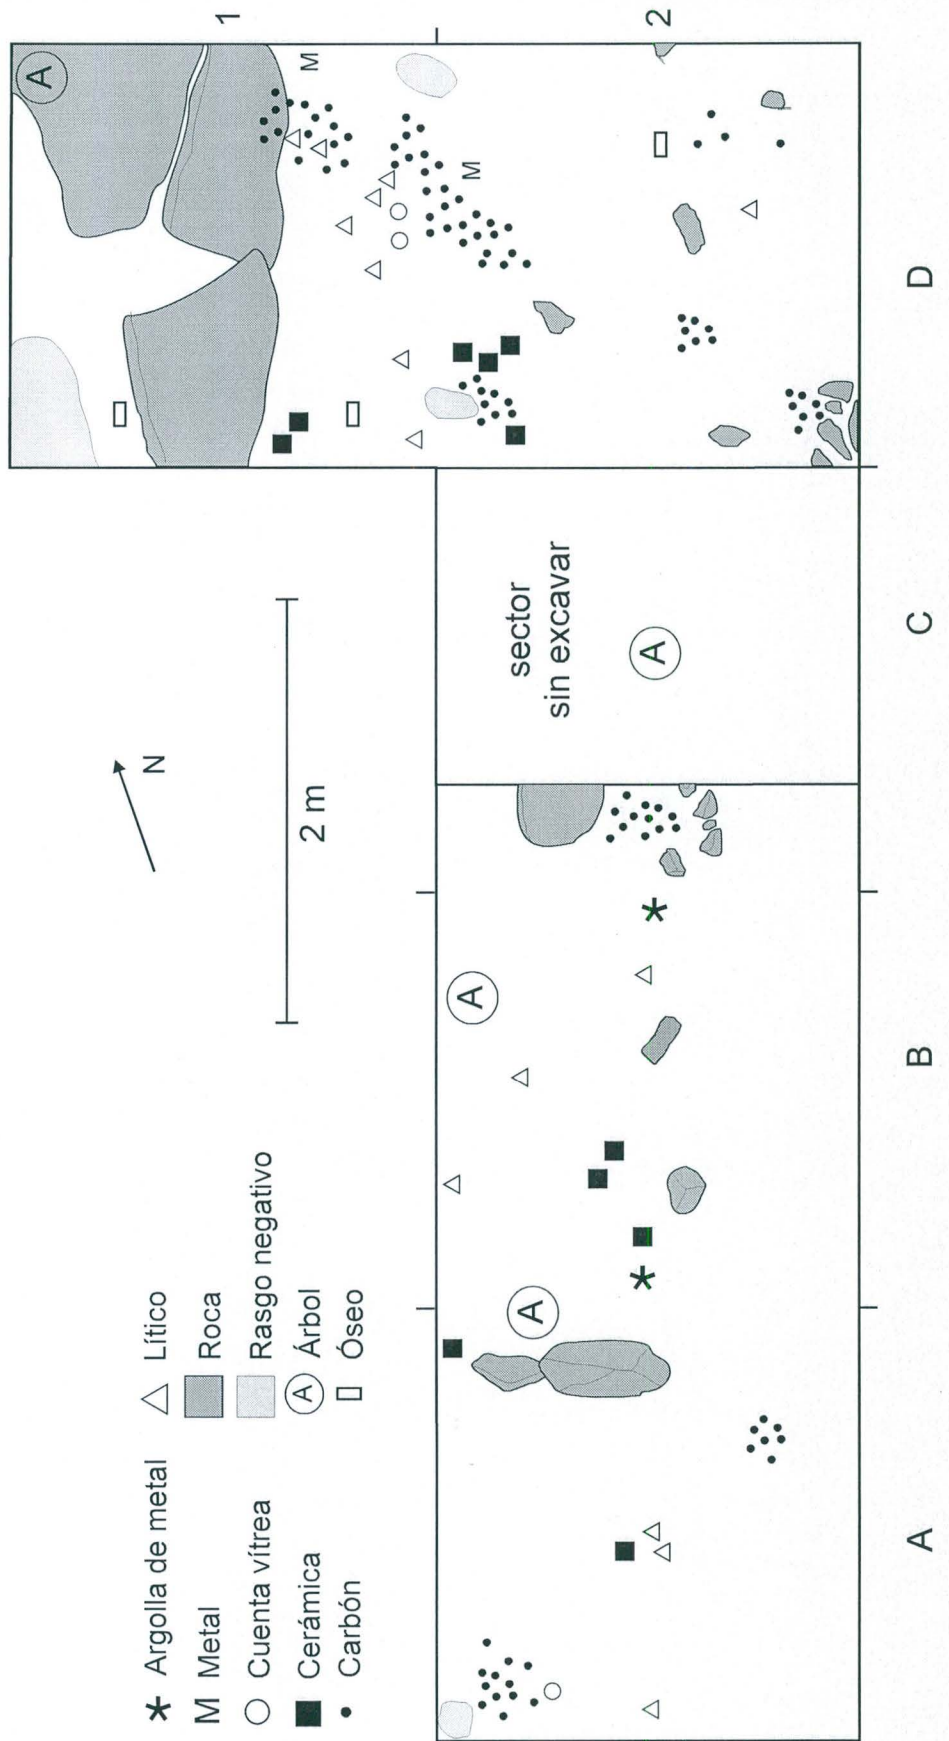 * Argolla de metal
M Metal
Cuenta vítrea
Cerámica
Carbón
Lítico
Roca
Rasgo negativo
A Árbol
Óseo
N
2 m
1
2
A
B
C
D
sector
sin excavar
A
A
A
A
M
M